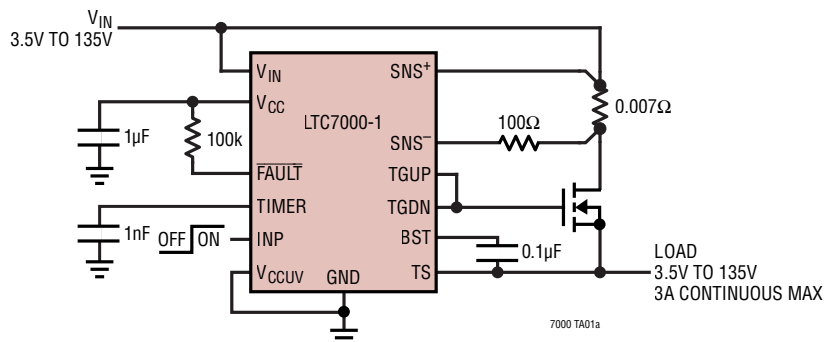 VIN
3.5V TO 135V
VIN
SNS+
VCC
LTC7000-1
0.007Ω
1µF
100k
100Ω
SNS–
FAULT
TGUP
TIMER
TGDN
1nF
OFF ON
INP
BST
0.1µF
VCCUV
GND
TS
LOAD
3.5V TO 135V
3A CONTINUOUS MAX
7000 TA01a